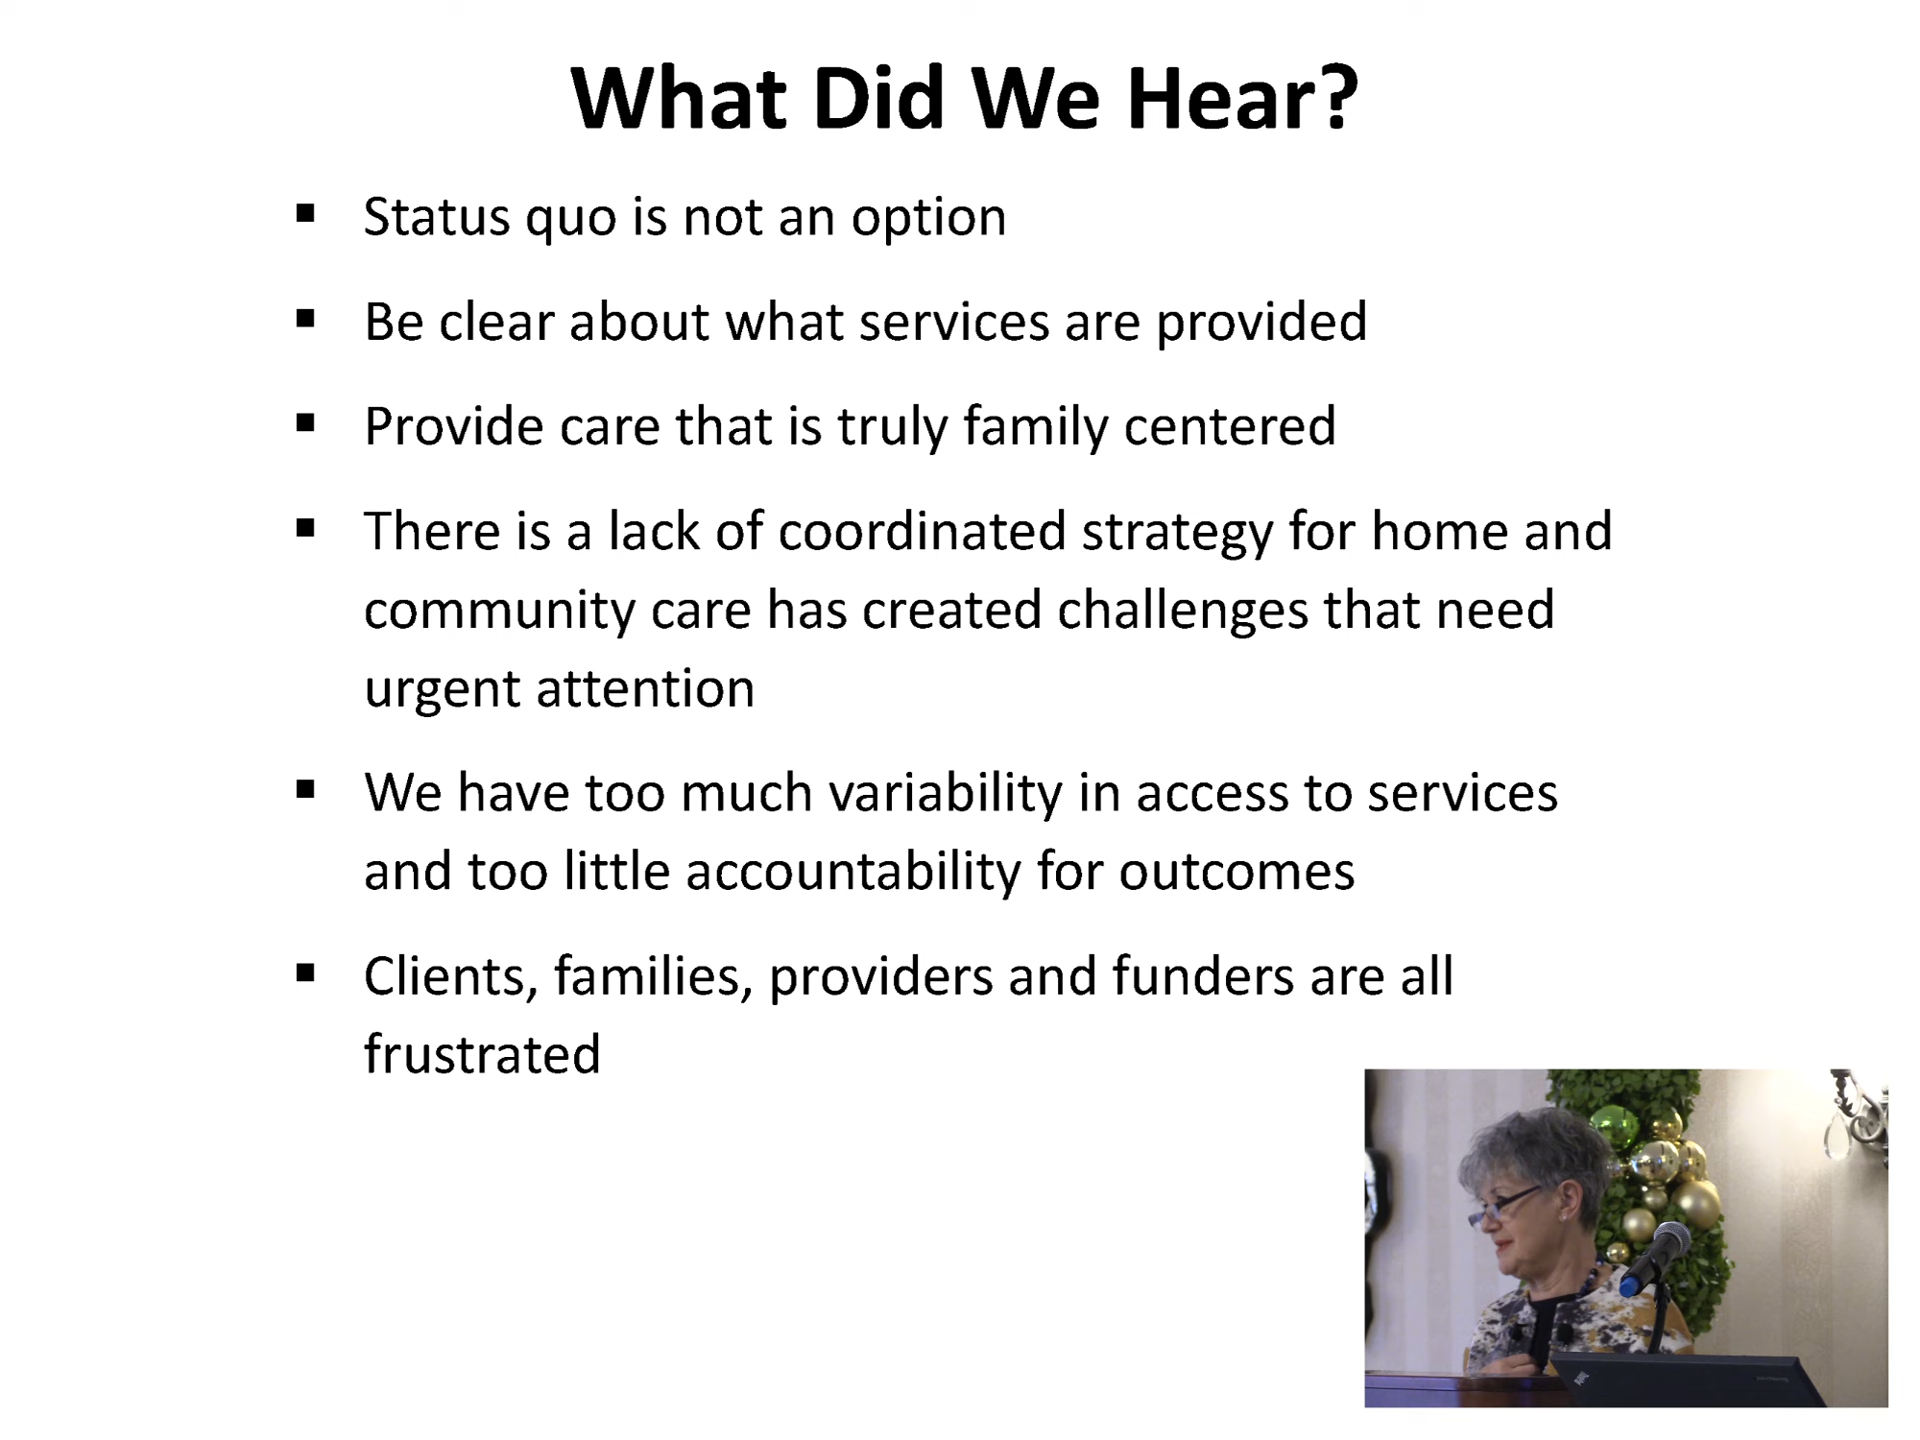 What Did We Hear?
▪ Status quo is not an option
▪ Be clear about what services are provided
▪ Provide care that is truly family centered
▪ There is a lack of coordinated strategy for home and
community care has created challenges that need
urgent attention
▪ We have too much variability in access to services
and too little accountability for outcomes
▪ Clients, families, providers and funders are all
frustrated